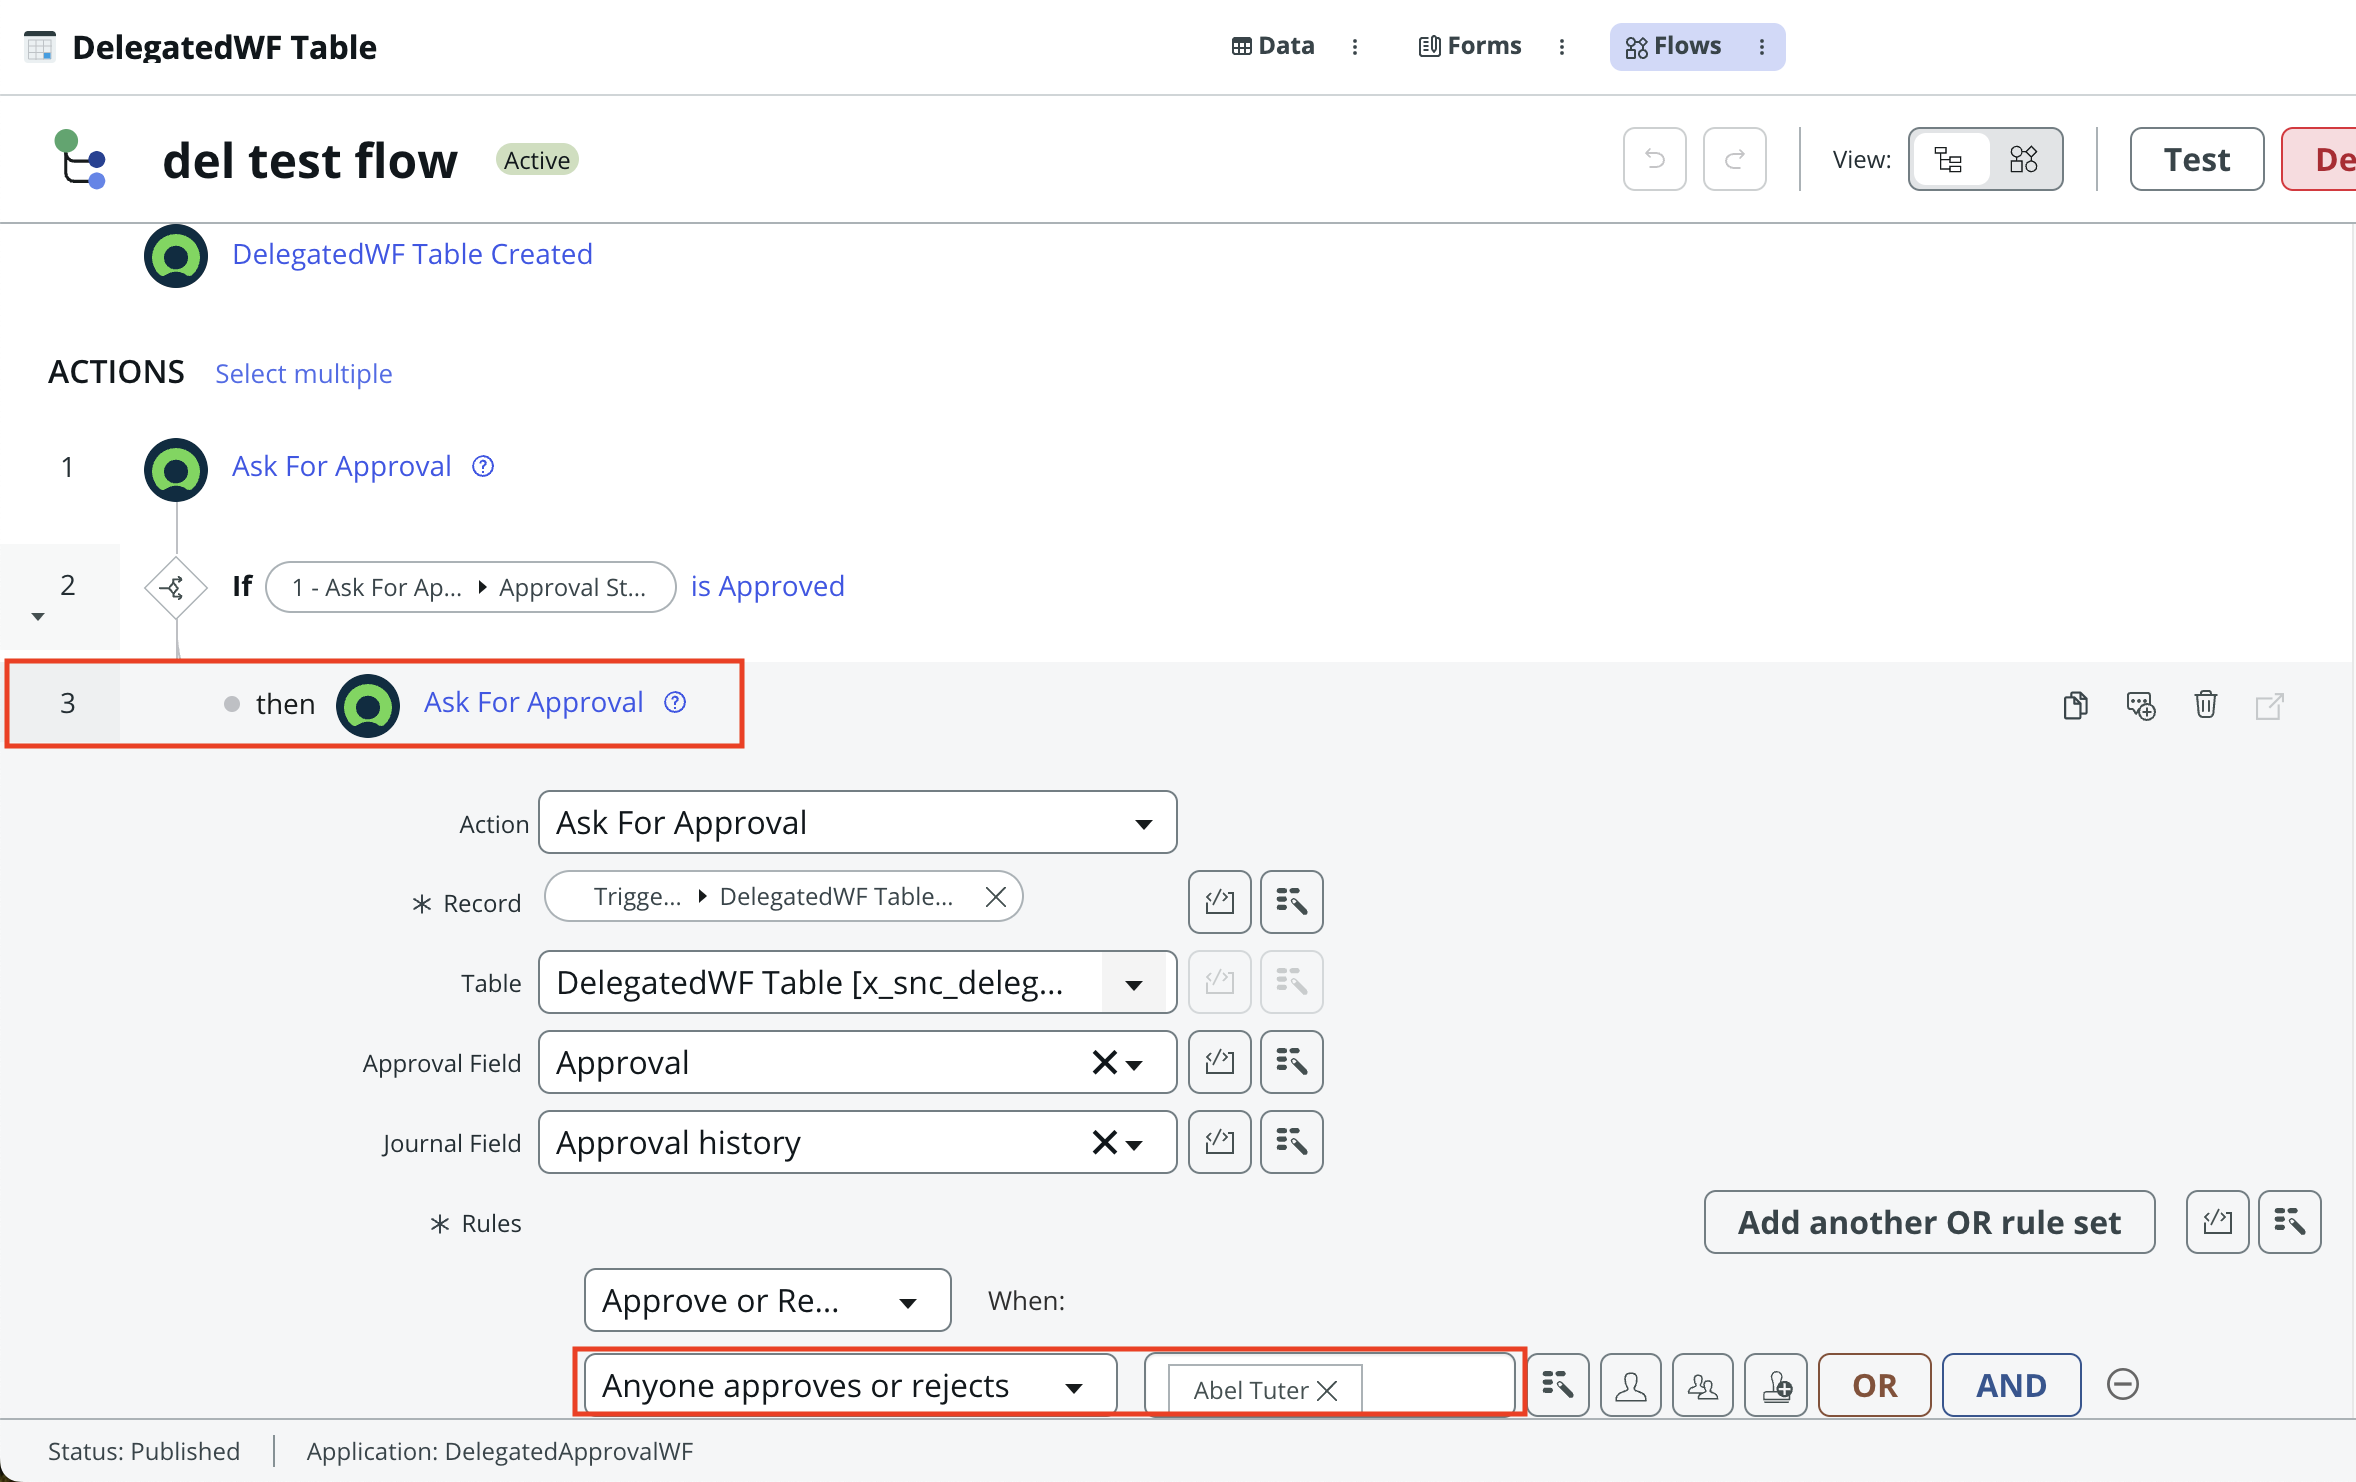 DelegatedWF Table
Data
Forms
Flows
del test flow Active
View:
Test
De
DelegatedWF Table Created
ACTIONS Select multiple
1 Ask For Approval
2 If 1 - Ask For Ap... Approval St... is Approved
3 then Ask For Approval
Action Ask For Approval
* Record Trigge... DelegatedWF Table...
Table DelegatedWF Table [x_snc_deleg...
Approval Field Approval
Journal Field Approval history
* Rules Add another OR rule set
Approve or Re... When:
Anyone approves or rejects Abel Tuter OR AND
Status: Published Application: DelegatedApprovalWF